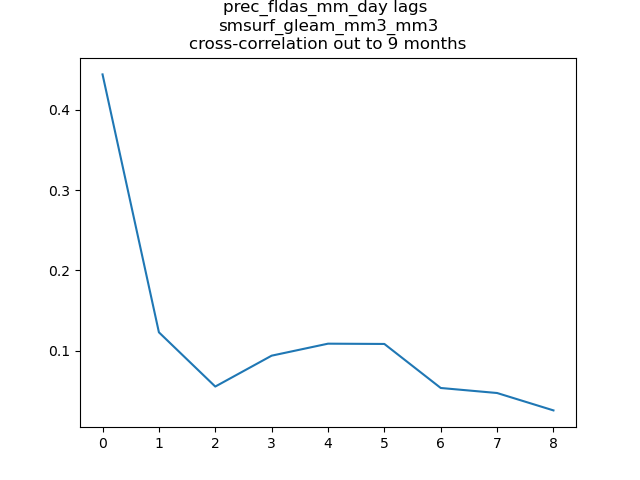 prec_fldas_mm_day lags
smsurf_gleam_mm3_mm3
cross-correlation out to 9 months
0.4
0.3
0.2
0.1
0 1 2 3 4 5 6 7 8